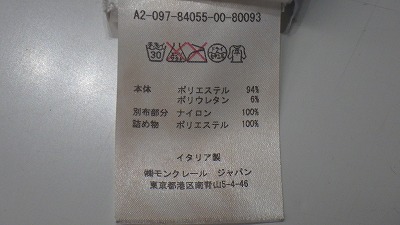 A2-097-84055-00-80093
30
本体 ポリエステル 94%
ポリウレタン 6%
別布部分 ナイロン 100%
詰め物 ポリエステル 100%
イタリア製
㈱モンクレール ジャパン
東京都港区南青山5-4-46